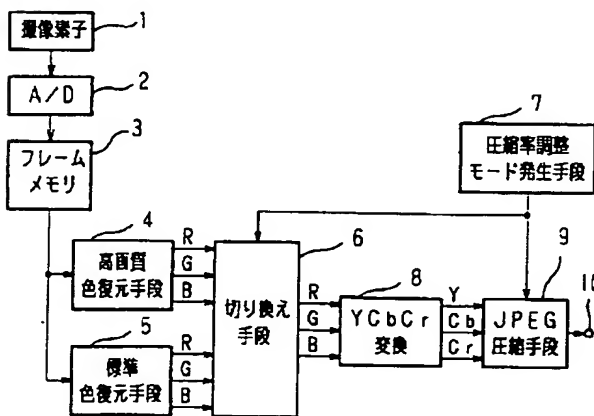 1
撮像素子
2
A/D
3
フレーム
メモリ
4
高画質
色復元手段
R
G
B
5
標準
色復元手段
R
G
B
6
切り換え
手段
R
G
B
7
圧縮率調整
モード発生手段
8
YCbCr
変換
Y
Cb
Cr
9
JPEG
圧縮手段
10